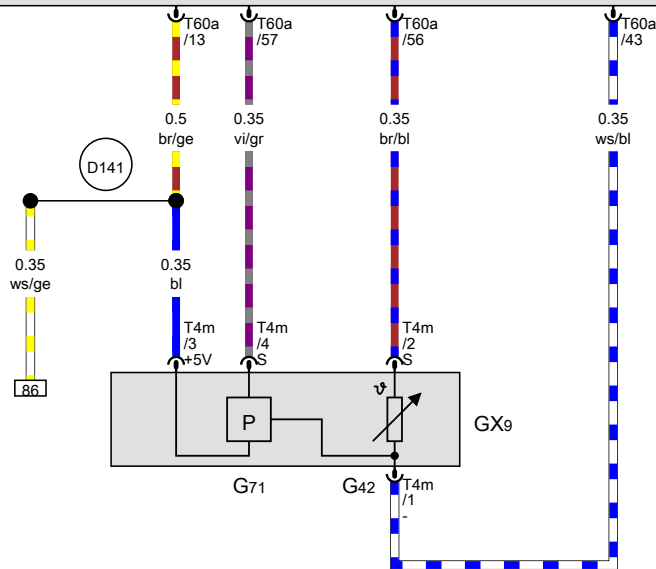 T60a
/13
T60a
/57
T60a
/56
T60a
/43
0.5
br/ge
0.35
vi/gr
0.35
br/bl
0.35
ws/bl
D141
0.35
ws/ge
0.35
bl
T4m
/3
+5V
T4m
/4
S
T4m
/2
S
86
ϑ
P
GX9
G71
G42
T4m
/1
-